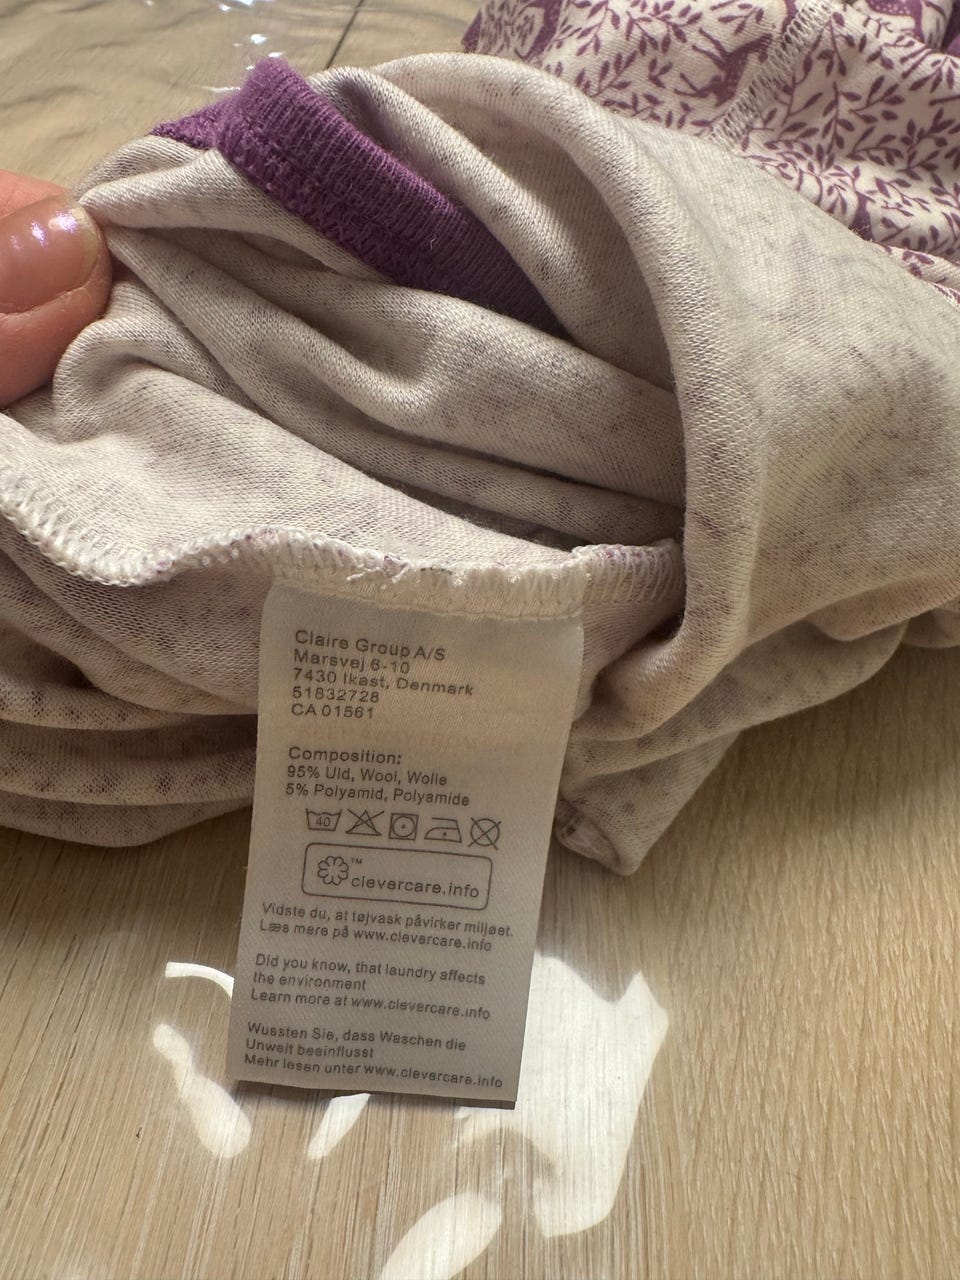 Claire Group A/S
Marsvej 6-10
7430 Ikast, Denmark
51832728
CA 01561
Composition:
95% Uld, Wool, Wolle
5% Polyamid, Polyamide
40
™ clevercare.info
Vidste du, at tøjvask påvirker miljøet.
Læs mere på www.clevercare.info
Did you know, that laundry affects
the environment
Learn more at www.clevercare.info
Wussten Sie, dass Waschen die
Unwelt beeinflusst
Mehr lesen unter www.clevercare.info